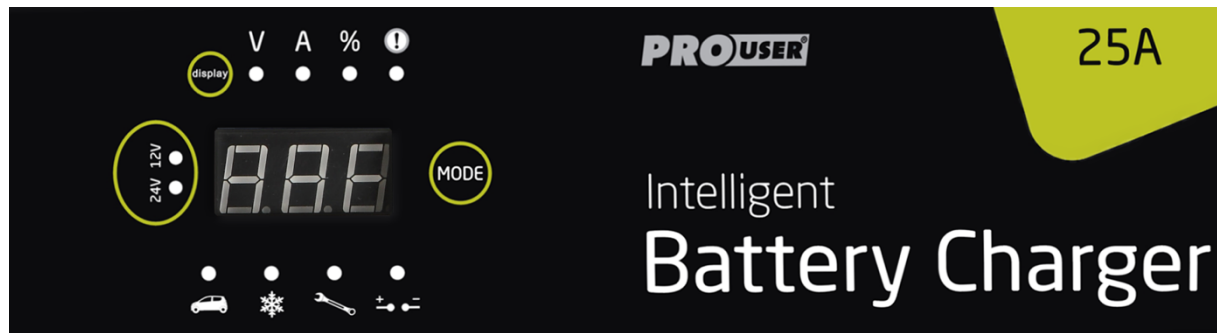 V A %
display
PROUSER®
25A
12V
24V
MODE
Intelligent
Battery Charger